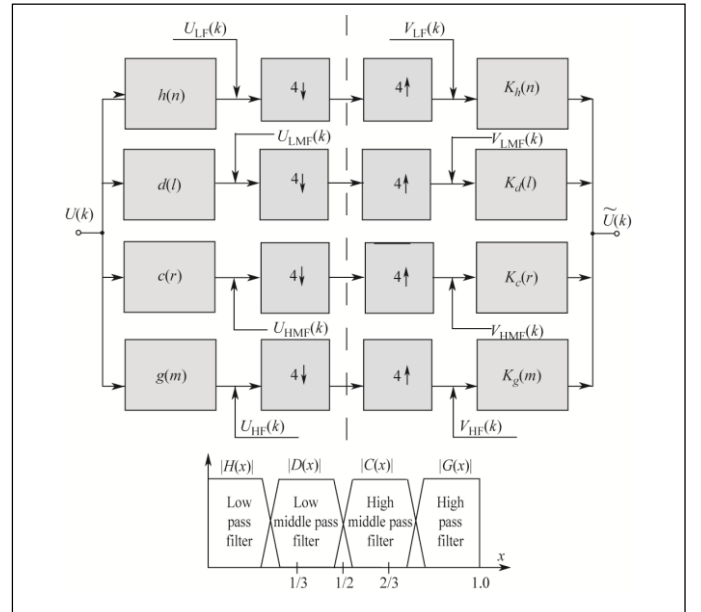 U_LF(k) V_LF(k)
h(n) 4↓ 4↑ K_h(n)
U_LMF(k) V_LMF(k)
d(l) 4↓ 4↑ K_d(l)
U(k) Ũ(k)
c(r) 4↓ 4↑ K_c(r)
U_HMF(k) V_HMF(k)
g(m) 4↓ 4↑ K_g(m)
U_HF(k) V_HF(k)
|H(x)| |D(x)| |C(x)| |G(x)|
Low Low High High
pass middle pass middle pass pass
filter filter filter filter
x
1/3 1/2 2/3 1.0